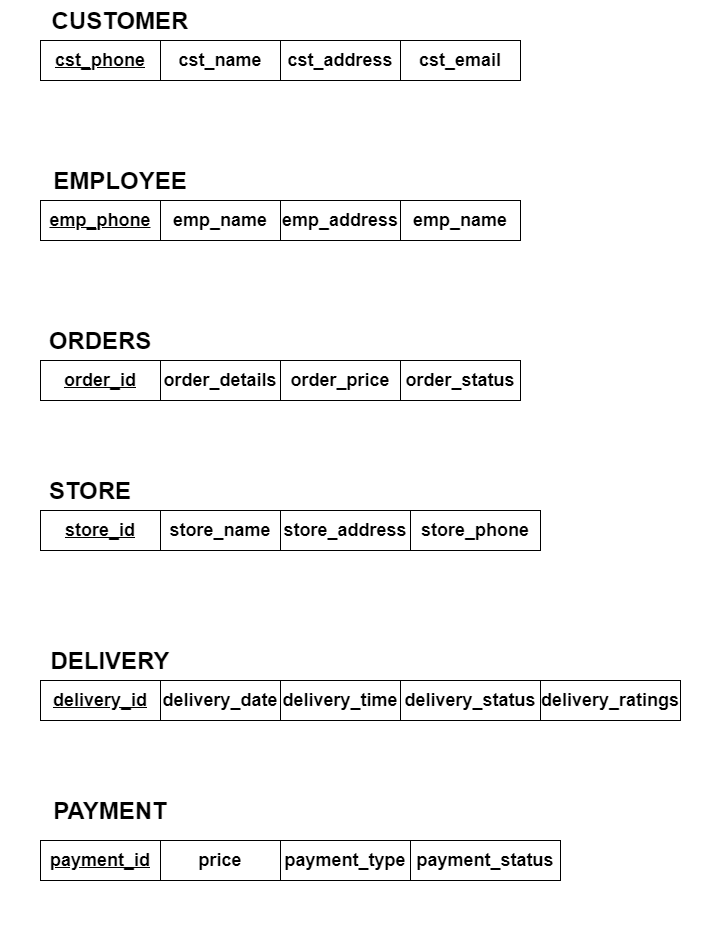 CUSTOMER
cst_phone cst_name cst_address cst_email
EMPLOYEE
emp_phone emp_name emp_address emp_name
ORDERS
order_id order_details order_price order_status
STORE
store_id store_name store_address store_phone
DELIVERY
delivery_id delivery_date delivery_time delivery_status delivery_ratings
PAYMENT
payment_id price payment_type payment_status